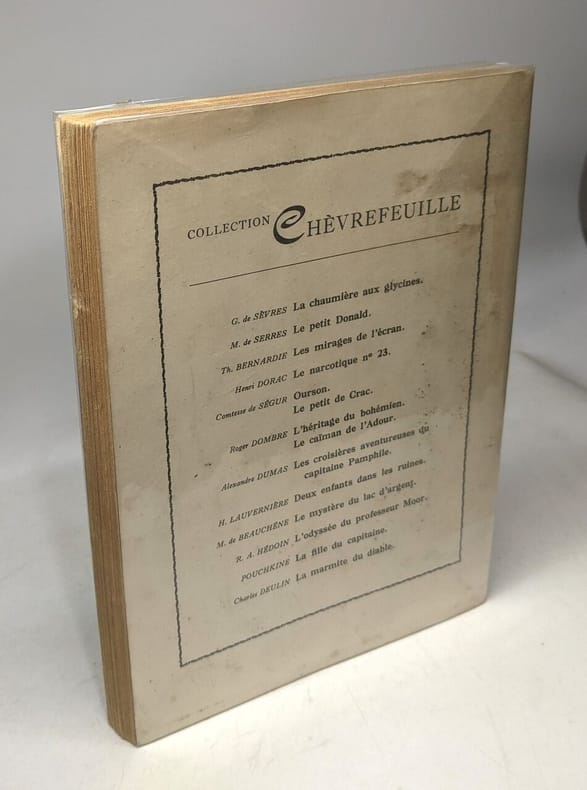 COLLECTION CHÈVREFEUILLE
G. de SÈVRES La chaumière aux glycines.
M. de SERRES Le petit Donald.
Th. BERNARDIE Les mirages de l'écran.
Henri DORAC Le narcotique nº 23.
Comtesse de SÉGUR Ourson.
Le petit de Crac.
Roger DOMBRE L'héritage du bohémien.
Le caïman de l'Adour.
Alexandre DUMAS Les croisières aventureuses du
capitaine Pamphile.
H. LAUVERNIÈRE Deux enfants dans les ruines.
M. de BEAUCHÊNE Le mystère du lac d'argent.
R. A. HÉDOIN L'odyssée du professeur Moor.
POUCHKINE La fille du capitaine.
Charles DEULIN La marmite du diable.